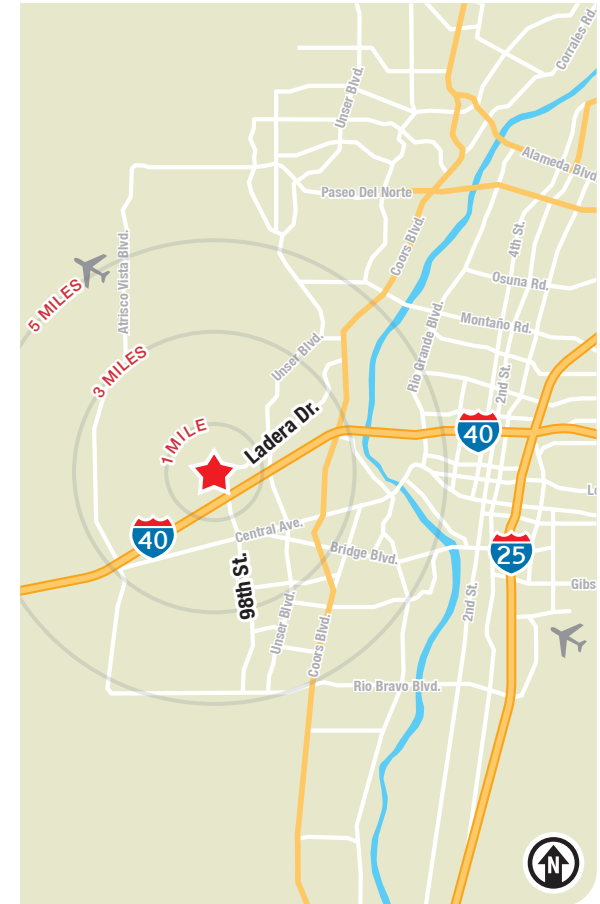 Corrales Rd.
Unser Blvd.
Alameda Blvd
Paseo Del Norte
4th St.
Coors Blvd.
Atrisco Vista Blvd.
Osuna Rd.
5 MILES
Rio Grande Blvd.
Montaño Rd.
3 MILES
Unser Blvd.
2nd St.
1 MILE
Ladera Dr.
40
Lo
40
Central Ave.
Bridge Blvd.
25
98th St.
Gibs
2nd St.
Unser Blvd.
Coors Blvd.
Rio Bravo Blvd.
N